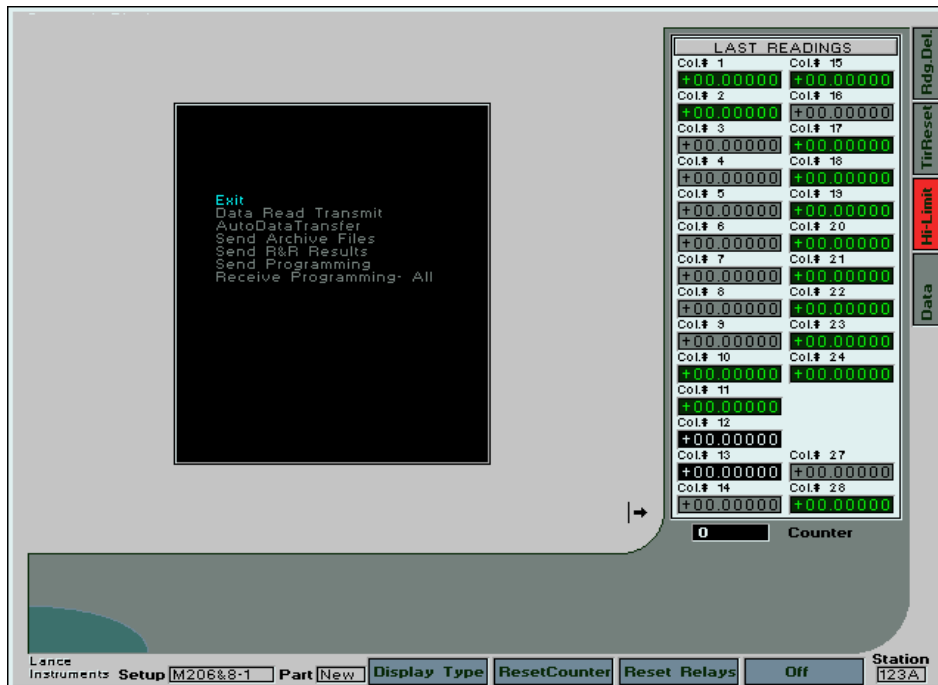 Exit
Data Read Transmit
AutoDataTransfer
Send Archive Files
Send R&R Results
Send Programming
Receive Programming- All
LAST READINGS
Col.# 1 Col.# 15
+00.00000 +00.00000
Col.# 2 Col.# 16
+00.00000 +00.00000
Col.# 3 Col.# 17
+00.00000 +00.00000
Col.# 4 Col.# 18
+00.00000 +00.00000
Col.# 5 Col.# 19
+00.00000 +00.00000
Col.# 6 Col.# 20
+00.00000 +00.00000
Col.# 7 Col.# 21
+00.00000 +00.00000
Col.# 8 Col.# 22
+00.00000 +00.00000
Col.# 9 Col.# 23
+00.00000 +00.00000
Col.# 10 Col.# 24
+00.00000 +00.00000
Col.# 11
+00.00000
Col.# 12
+00.00000
Col.# 13 Col.# 27
+00.00000 +00.00000
Col.# 14 Col.# 28
+00.00000 +00.00000
0 Counter
Rdg.Del.
TirReset
Hi-Limit
Data
Lance
Instruments Setup M206&8-1 Part New Display Type ResetCounter Reset Relays Off
Station
123A